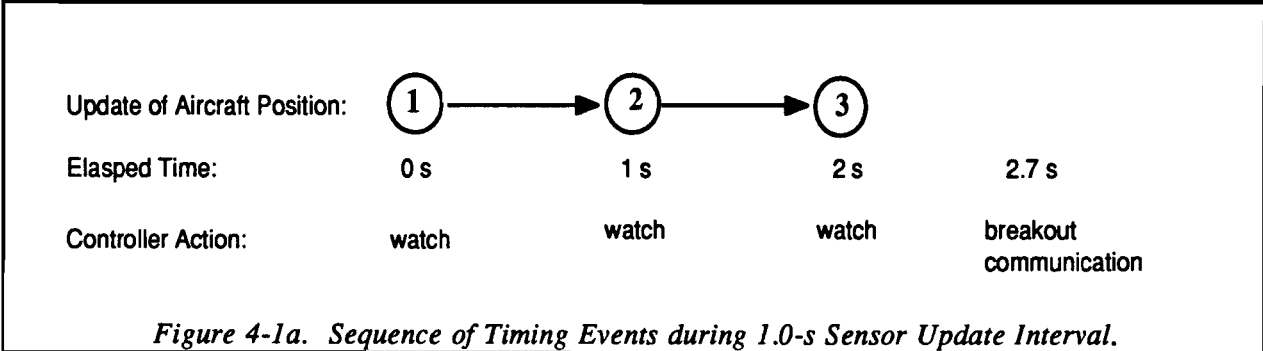 Update of Aircraft Position: 1 2 3
Elasped Time: 0 s 1 s 2 s 2.7 s
Controller Action: watch watch watch breakout
communication
Figure 4-1a. Sequence of Timing Events during 1.0-s Sensor Update Interval.